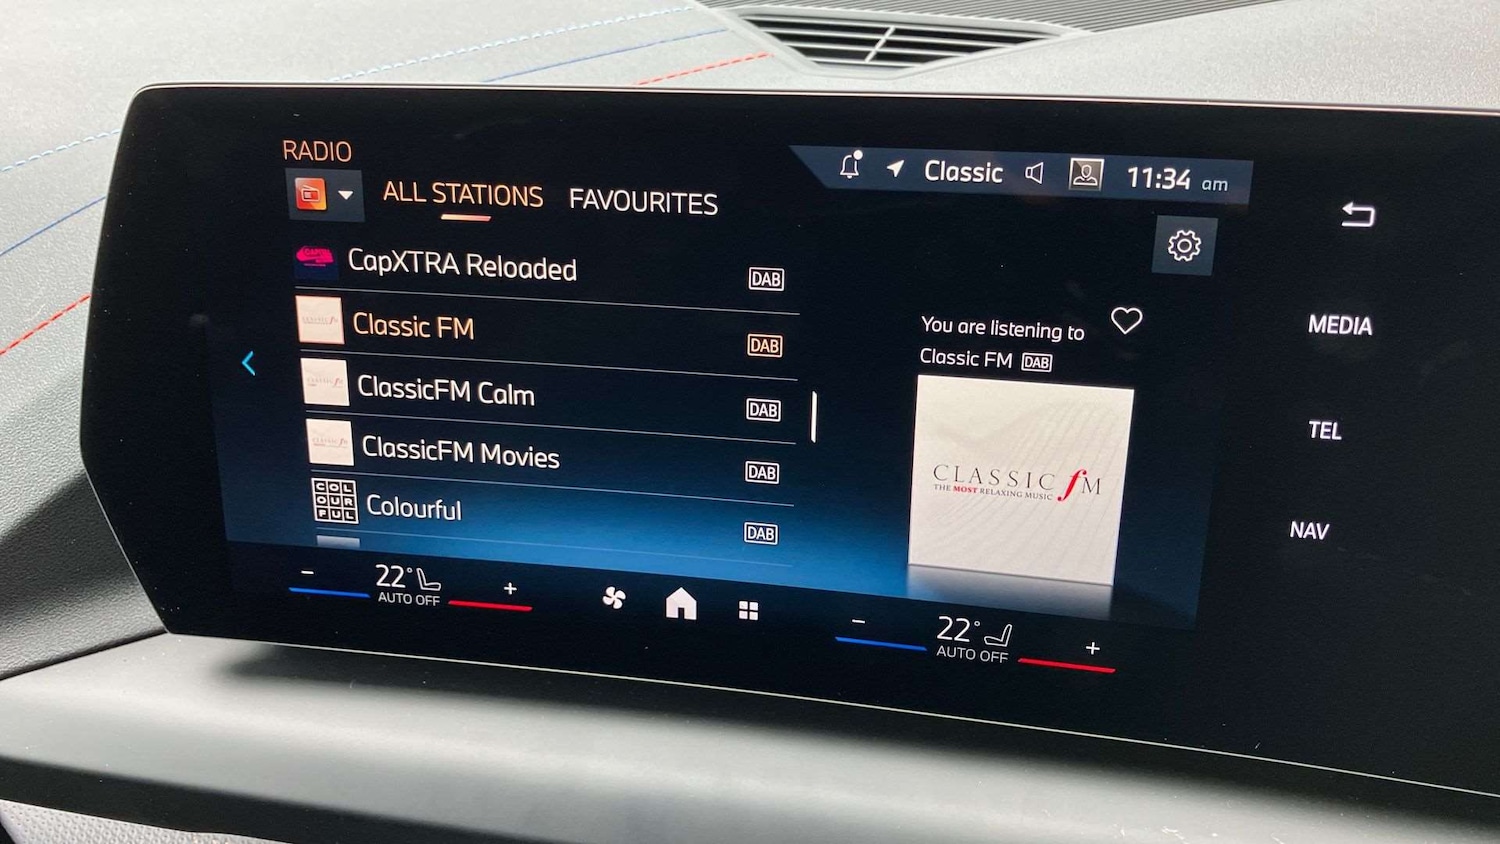 RADIO
ALL STATIONS FAVOURITES
Classic 11:34 am
CapXTRA Reloaded DAB
Classic FM DAB
ClassicFM Calm DAB
ClassicFM Movies DAB
COL
OUR
FUL
Colourful DAB
You are listening to
Classic FM DAB
CLASSIC fM
THE MOST RELAXING MUSIC
MEDIA
TEL
NAV
- 22° +
AUTO OFF
- 22° +
AUTO OFF